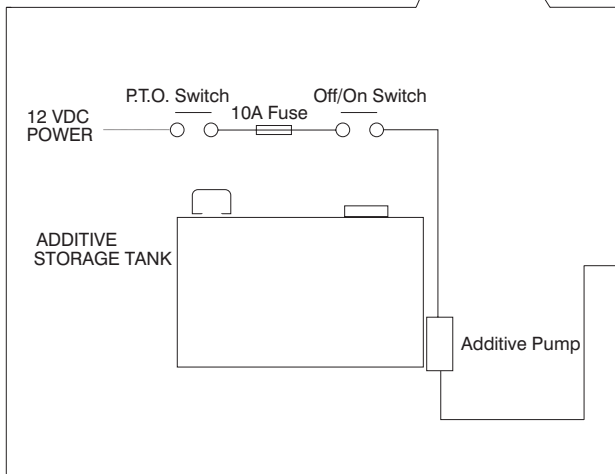 P.T.O. Switch
Off/On Switch
10A Fuse
12 VDC
POWER
ADDITIVE
STORAGE TANK
Additive Pump